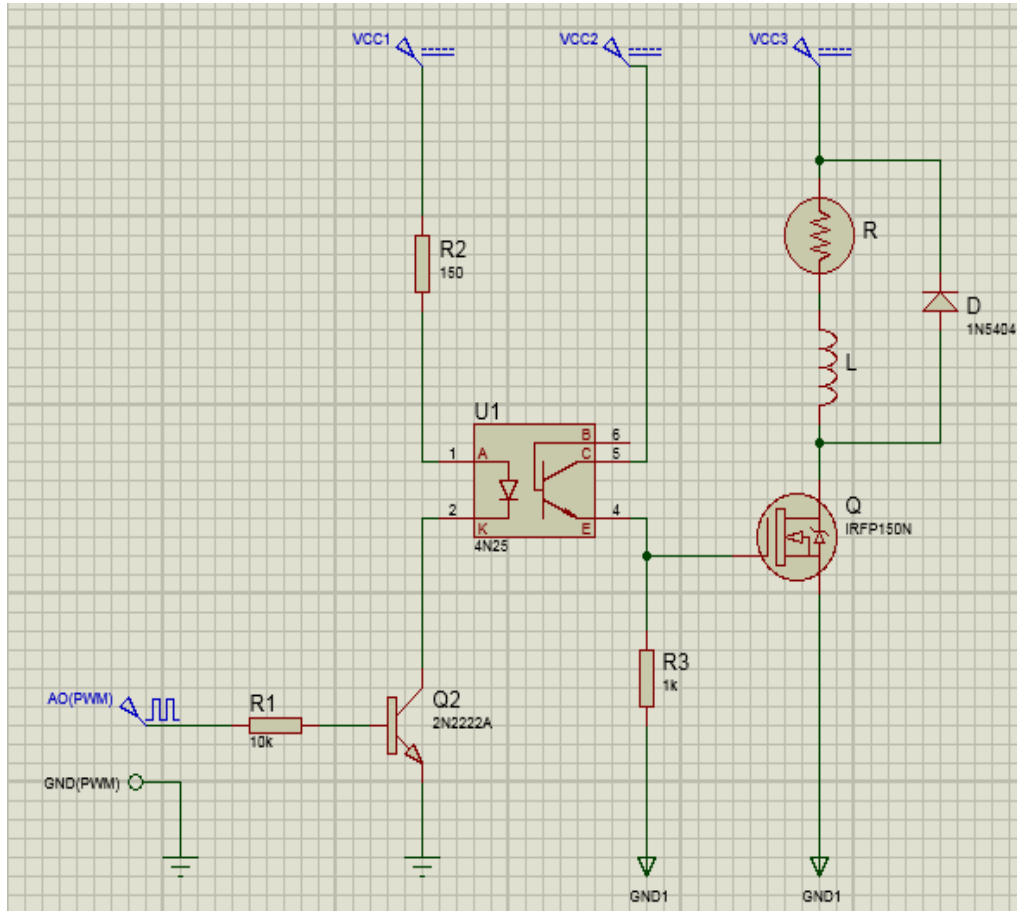 VCC1
VCC2
VCC3
R2
150
R
D
1N5404
L
U1
1
A
2
K
4N25
B
6
C
5
4
E
Q
IRFP150N
R3
1k
AO(PWM)
R1
10k
Q2
2N2222A
GND(PWM)
GND1
GND1